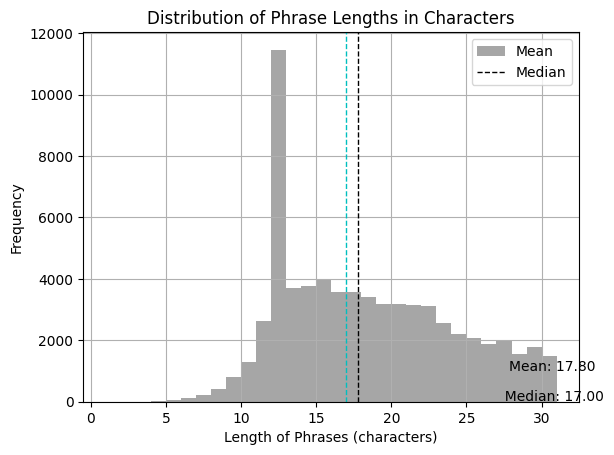 Distribution of Phrase Lengths in Characters
12000
10000
8000
6000
4000
2000
0
Frequency
Mean
Median
Mean: 17.80
Median: 17.00
0 5 10 15 20 25 30
Length of Phrases (characters)